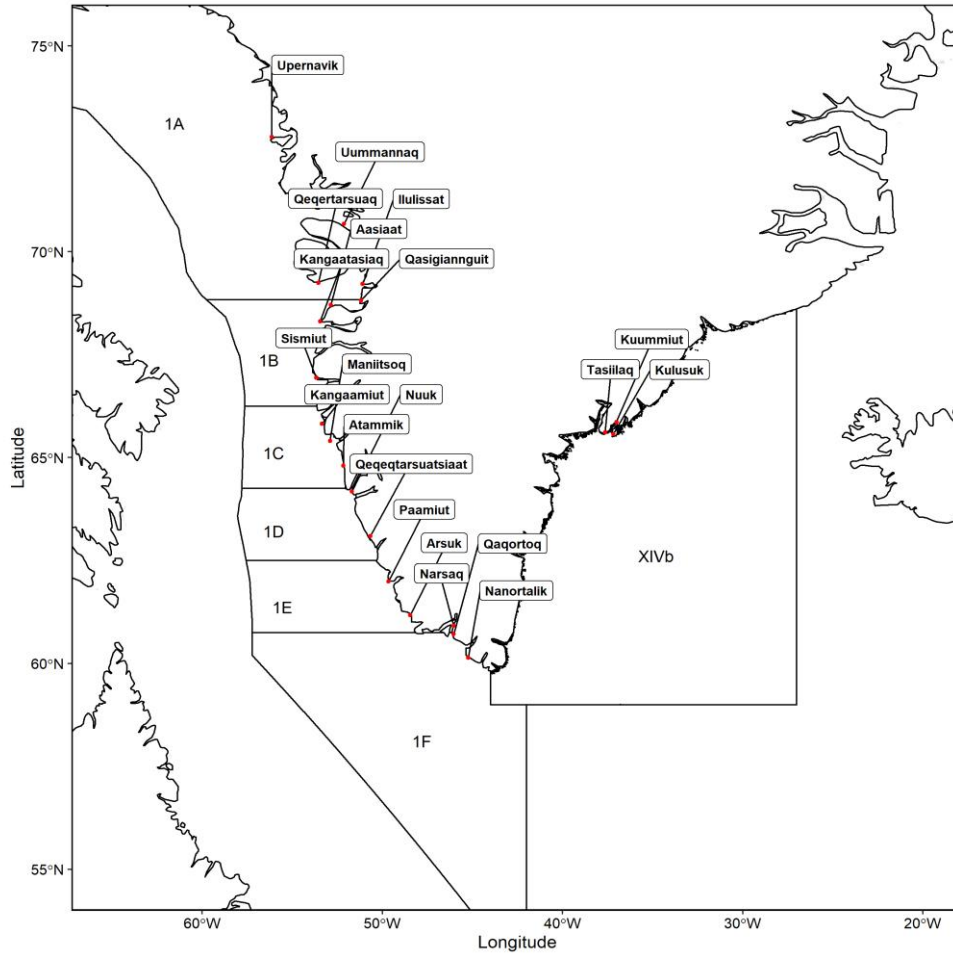 75°N
Upernavik
1A
Uummannaq
Qeqertarsuaq
Ilulissat
Aasiaat
70°N
Kangaatasiaq
Qasigiannguit
Sismiut
Kuummiut
1B
Maniitsoq
Tasiilaq
Kulusuk
Kangaamiut
Nuuk
Atammik
65°N
1C
Qeqeqtarsuatsiaat
Paamiut
1D
Arsuk
Qaqortoq
XIVb
Narsaq
Nanortalik
1E
60°N
1F
55°N
60°W
50°W
40°W
30°W
20°W
Longitude
Latitude